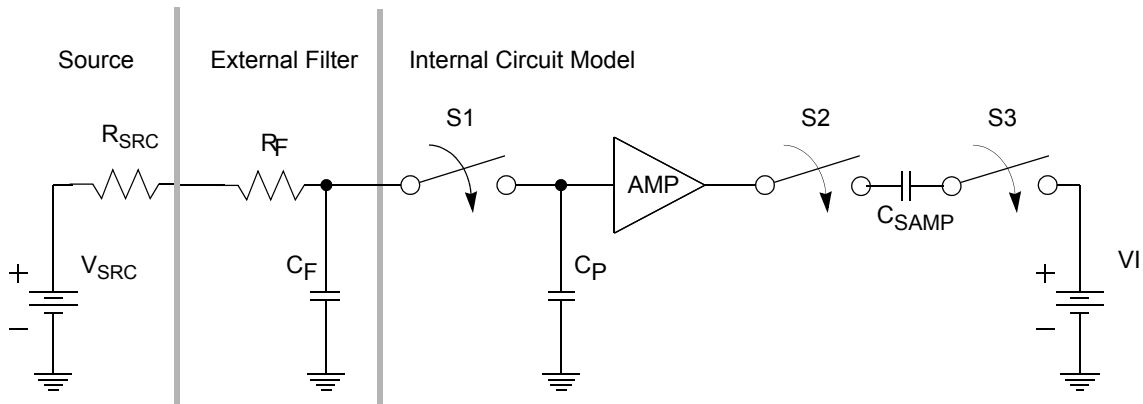 Source
External Filter
Internal Circuit Model
RSRC
RF
S1
S2
S3
AMP
CSAMP
+
VSRC
−
CF
CP
+
VI
−